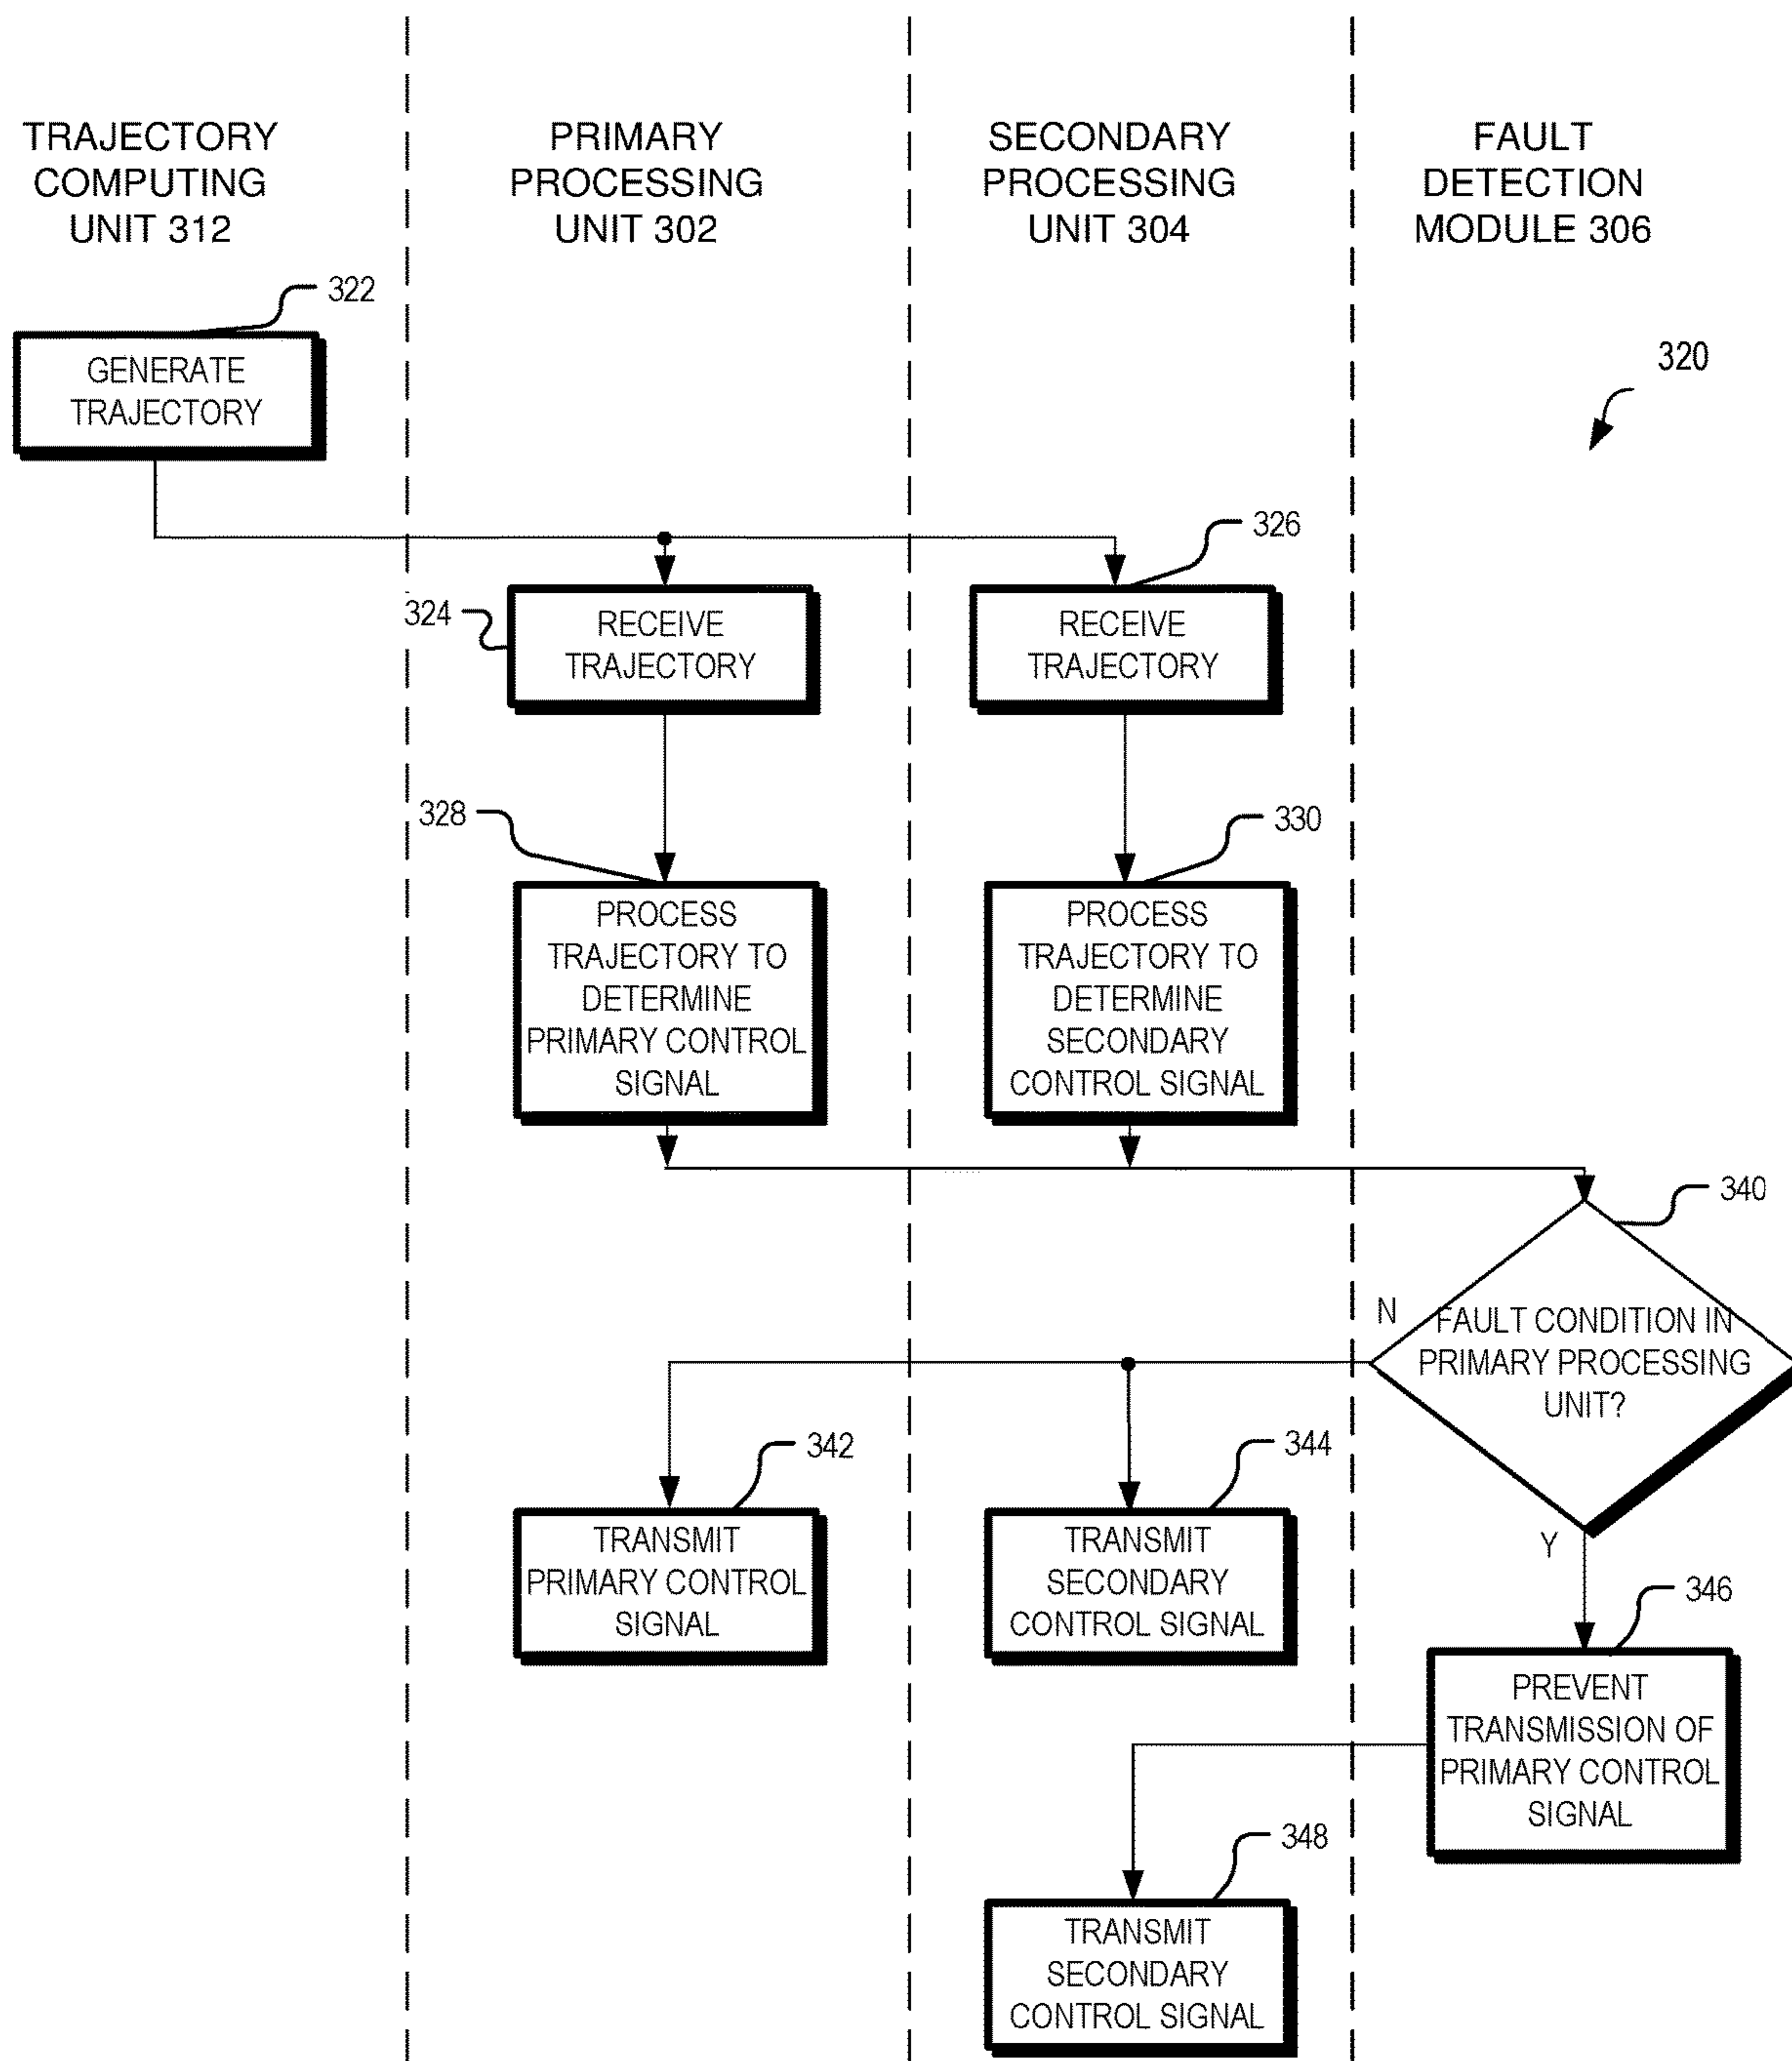 TRAJECTORY
COMPUTING
UNIT 312
PRIMARY
PROCESSING
UNIT 302
SECONDARY
PROCESSING
UNIT 304
FAULT
DETECTION
MODULE 306
322
GENERATE
TRAJECTORY
320
324
RECEIVE
TRAJECTORY
326
RECEIVE
TRAJECTORY
328
PROCESS
TRAJECTORY TO
DETERMINE
PRIMARY CONTROL
SIGNAL
330
PROCESS
TRAJECTORY TO
DETERMINE
SECONDARY
CONTROL SIGNAL
340
N
FAULT CONDITION IN
PRIMARY PROCESSING
UNIT?
Y
342
TRANSMIT
PRIMARY CONTROL
SIGNAL
344
TRANSMIT
SECONDARY
CONTROL SIGNAL
346
PREVENT
TRANSMISSION OF
PRIMARY CONTROL
SIGNAL
348
TRANSMIT
SECONDARY
CONTROL SIGNAL